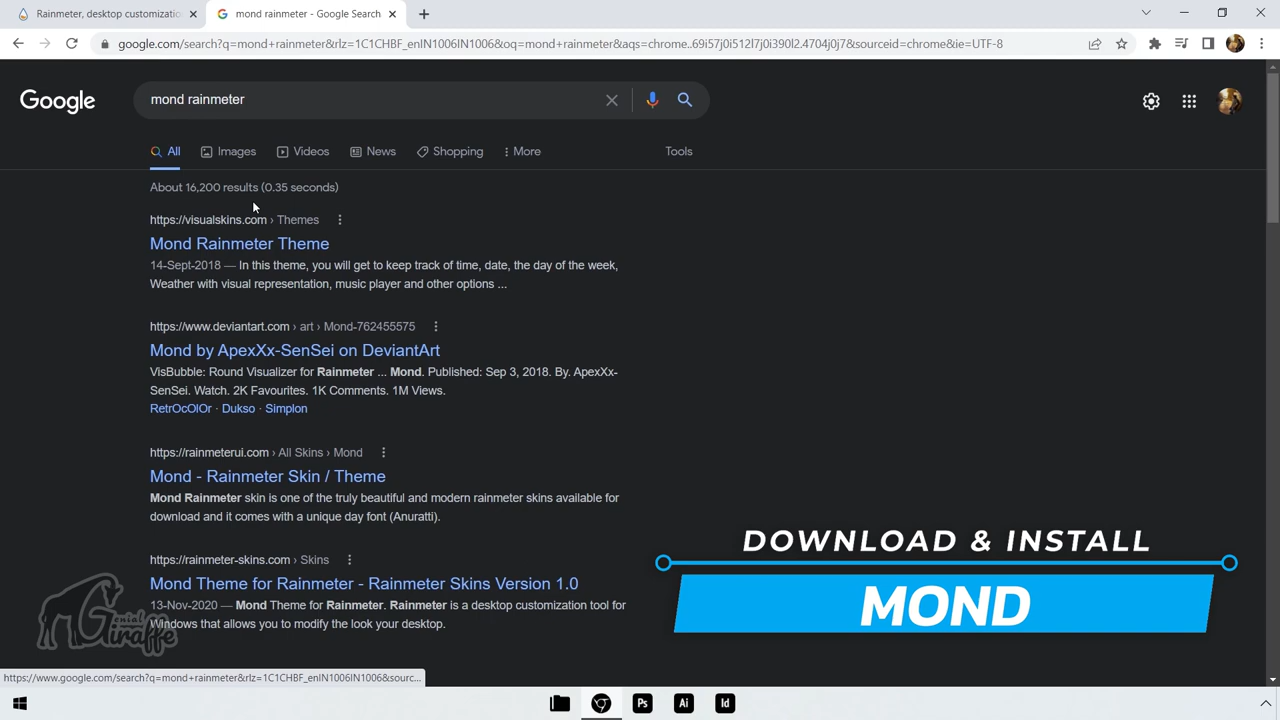 Rainmeter, desktop customizatio
mond rainmeter - Google Search
google.com/search?q=mond+rainmeter&rlz=1C1CHBF_enIN1006IN1006&oq=mond+rainmeter&aqs=chrome..69i57j0i512l7j0i390l2.4704j0j7&sourceid=chrome&ie=UTF-8
Google
mond rainmeter
All
Images
Videos
News
Shopping
More
Tools
About 16,200 results (0.35 seconds)
https://visualskins.com › Themes
Mond Rainmeter Theme
14-Sept-2018 — In this theme, you will get to keep track of time, date, the day of the week,
Weather with visual representation, music player and other options ...
https://www.deviantart.com › art › Mond-762455575
Mond by ApexXx-SenSei on DeviantArt
VisBubble: Round Visualizer for Rainmeter ... Mond. Published: Sep 3, 2018. By. ApexXx-
SenSei. Watch. 2K Favourites. 1K Comments. 1M Views.
RetrOcOlOr · Dukso · Simplon
https://rainmeterui.com › All Skins › Mond
Mond - Rainmeter Skin / Theme
Mond Rainmeter skin is one of the truly beautiful and modern rainmeter skins available for
download and it comes with a unique day font (Anuratti).
https://rainmeter-skins.com › Skins
Mond Theme for Rainmeter - Rainmeter Skins Version 1.0
13-Nov-2020 — Mond Theme for Rainmeter. Rainmeter is a desktop customization tool for
Windows that allows you to modify the look your desktop.
DOWNLOAD & INSTALL
MOND
Genial
Giraffe
https://www.google.com/search?q=mond+rainmeter&rlz=1C1CHBF_enIN1006IN1006&sourc...
Ps
Ai
Id